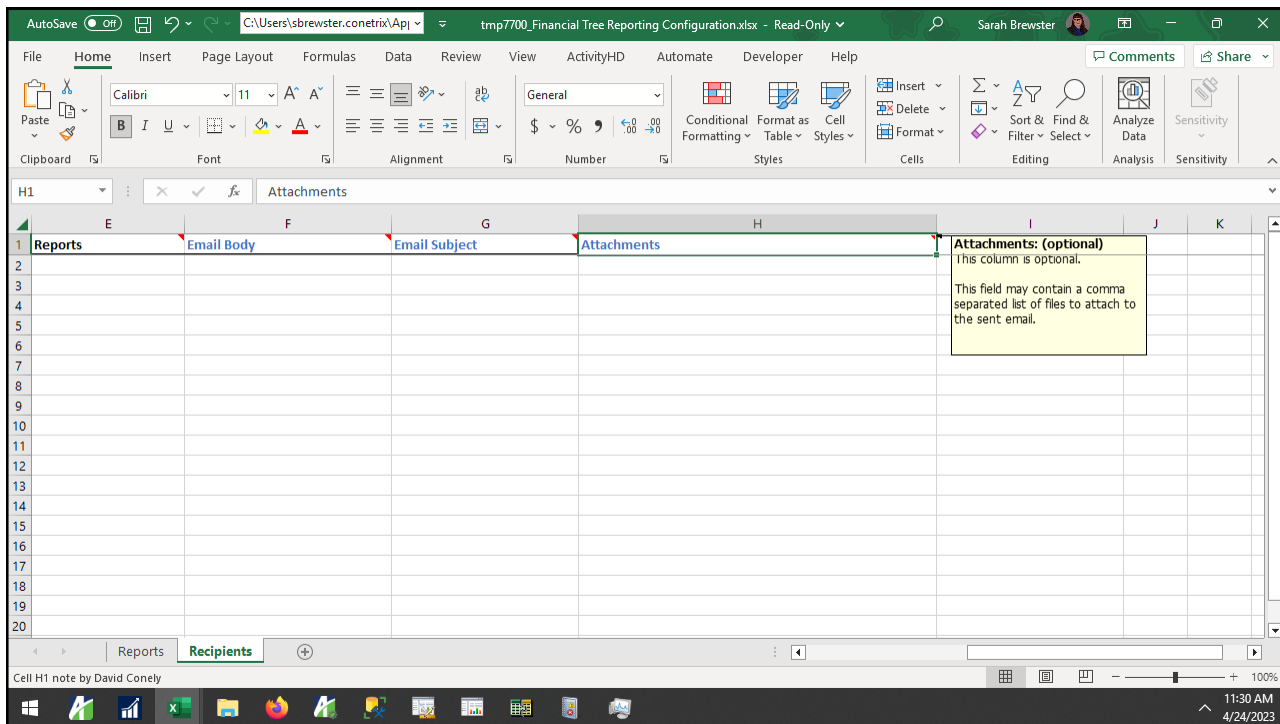 AutoSave Off C:\Users\sbrewster.conetrix\App tmp7700_Financial Tree Reporting Configuration.xlsx - Read-Only Sarah Brewster
File Home Insert Page Layout Formulas Data Review View ActivityHD Automate Developer Help Comments Share
Paste
Calibri 11 A A ab
B I U A
General
$ % 9
Conditional Formatting
Format as Table
Cell Styles
Insert
Delete
Format
Sort & Filter
Find & Select
Analyze Data
Sensitivity
Clipboard Font Alignment Number Styles Cells Editing Analysis Sensitivity
H1 fx Attachments
E F G H I J K
1 Reports Email Body Email Subject Attachments
Attachments: (optional)
This column is optional.
This field may contain a comma
separated list of files to attach to
the sent email.
2
3
4
5
6
7
8
9
10
11
12
13
14
15
16
17
18
19
20
Reports Recipients
Cell H1 note by David Conely 100%
11:30 AM
4/24/2023